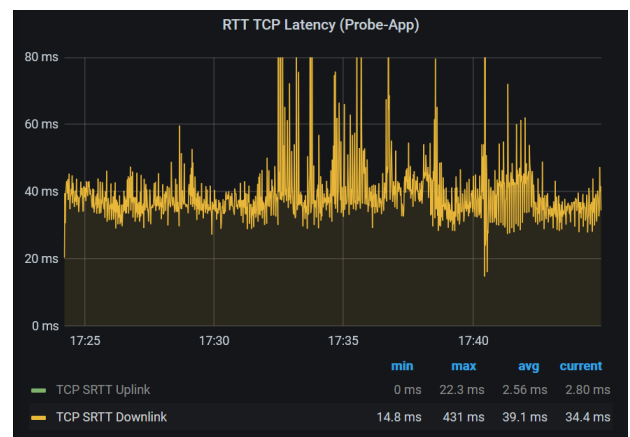 RTT TCP Latency (Probe-App)
80 ms
60 ms
40 ms
20 ms
0 ms
17:25 17:30 17:35 17:40
min max avg current
TCP SRTT Uplink 0 ms 22.3 ms 2.56 ms 2.80 ms
TCP SRTT Downlink 14.8 ms 431 ms 39.1 ms 34.4 ms